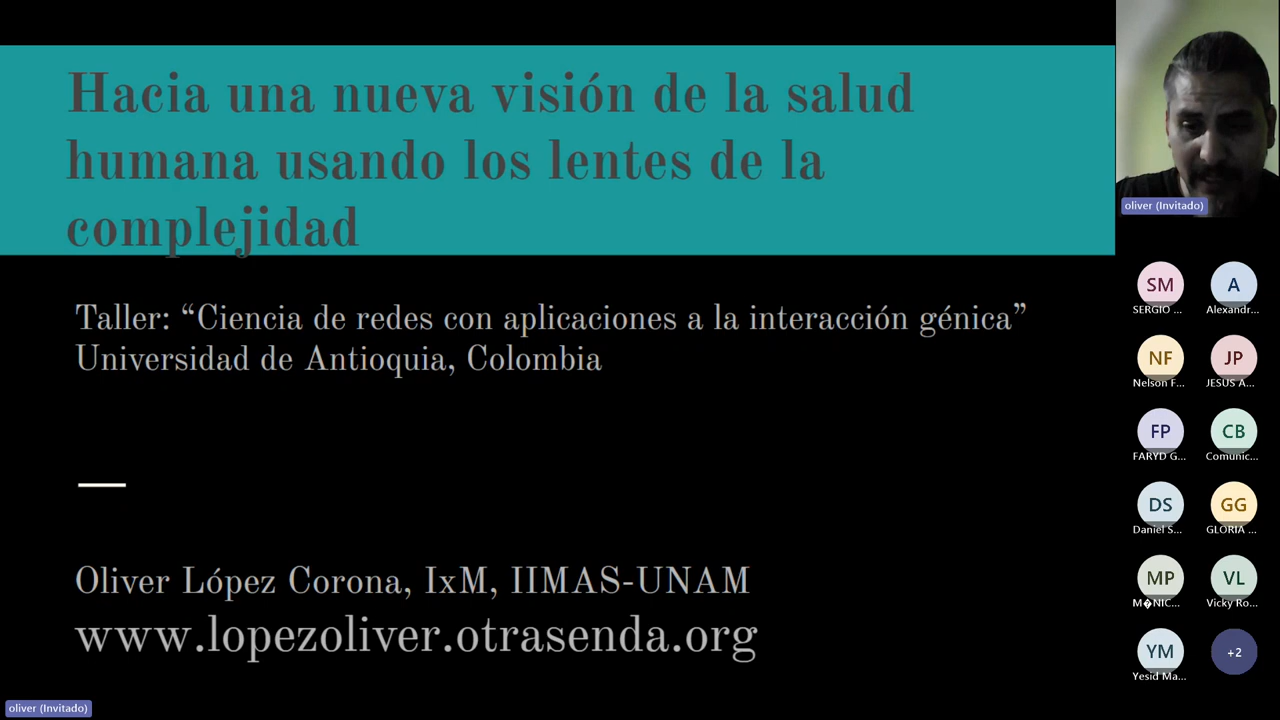 Hacia una nueva visión de la salud
humana usando los lentes de la
complejidad
Taller: “Ciencia de redes con aplicaciones a la interacción génica”
Universidad de Antioquia, Colombia
Oliver López Corona, IxM, IIMAS-UNAM
www.lopezoliver.otrasenda.org
oliver (Invitado)
oliver (Invitado)
SM
SERGIO ...
A
Alexandr...
NF
Nelson F...
JP
JESUS A...
FP
FARYD G...
CB
Comunic...
DS
Daniel S...
GG
GLORIA ...
MP
M�NIC...
VL
Vicky Ro...
YM
Yesid Ma...
+2